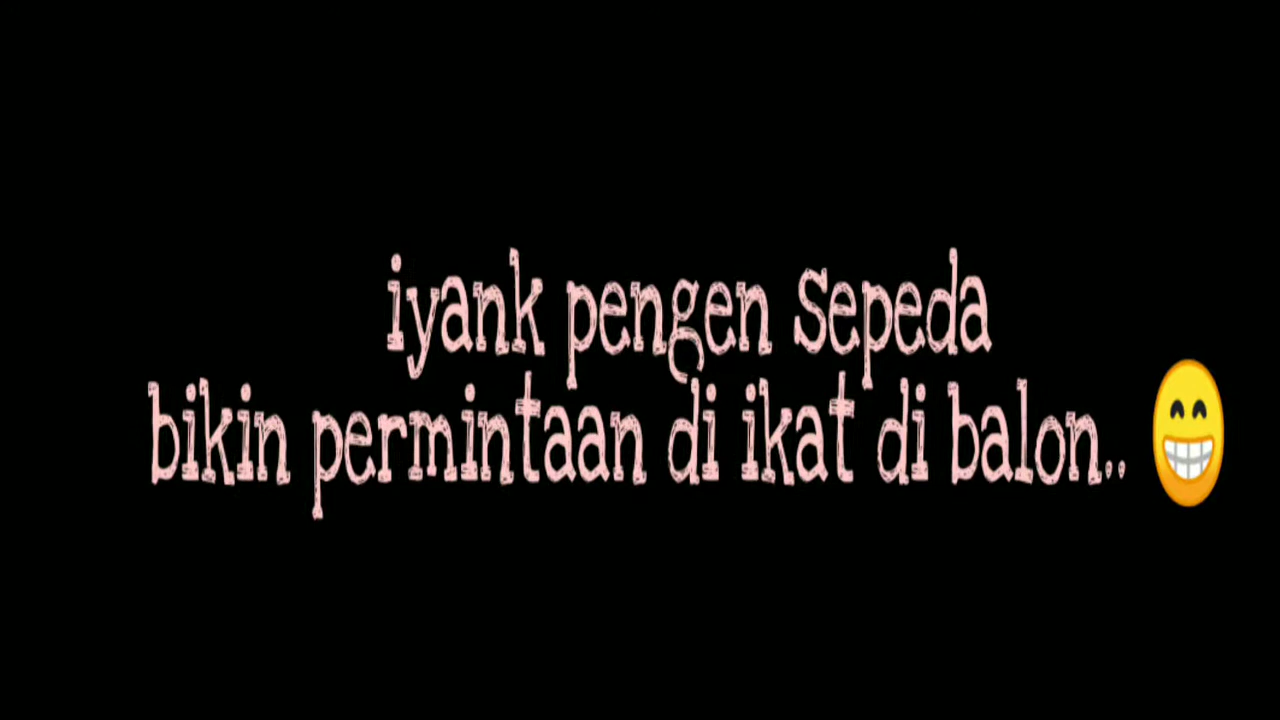 iyank pengen Sepeda
bikin permintaan di ikat di balon.. 😁